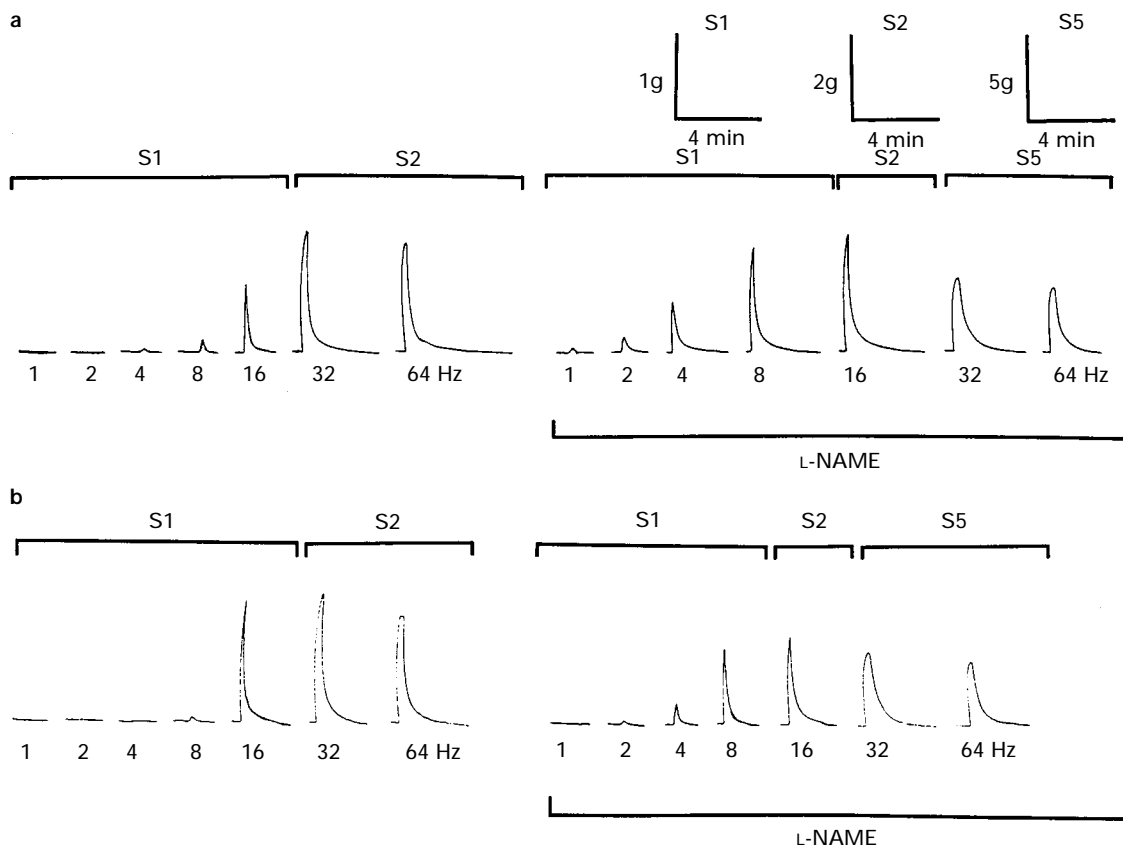 a
S1 S2 S5
1g 2g 5g
4 min 4 min 4 min
S1 S2 S1 S2 S5
1 2 4 8 16 32 64 Hz 1 2 4 8 16 32 64 Hz
L-NAME
b
S1 S2 S1 S2 S5
1 2 4 8 16 32 64 Hz 1 2 4 8 16 32 64 Hz
L-NAME